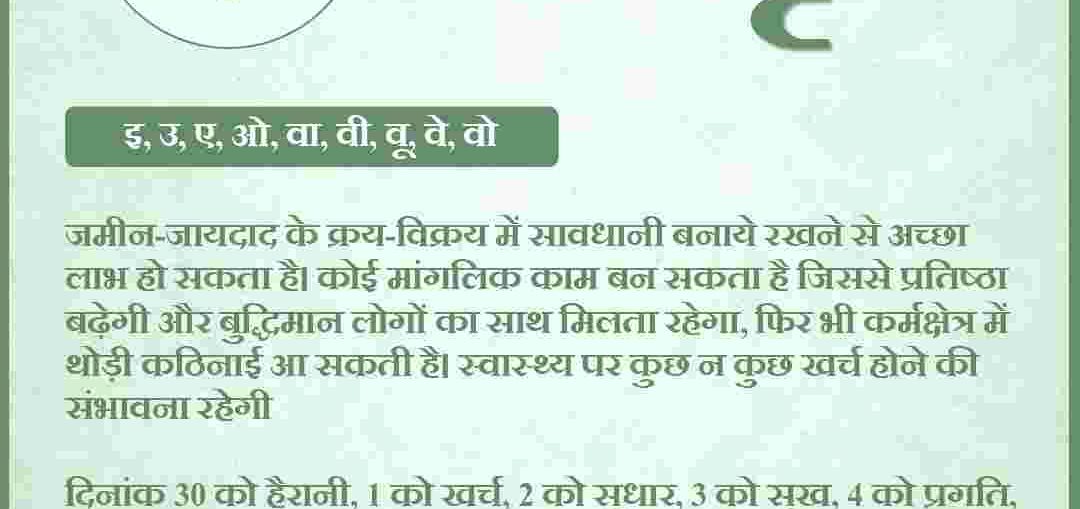 इ, उ, ए, ओ, वा, वी, वू, वे, वो
जमीन-जायदाद के क्रय-विक्रय में सावधानी बनाये रखने से अच्छा
लाभ हो सकता है। कोई मांगलिक काम बन सकता है जिससे प्रतिष्ठा
बढ़ेगी और बुद्धिमान लोगों का साथ मिलता रहेगा, फिर भी कर्मक्षेत्र में
थोड़ी कठिनाई आ सकती है। स्वास्थ्य पर कुछ न कुछ खर्च होने की
संभावना रहेगी
दिनांक 30 को हैरानी, 1 को खर्च, 2 को सुधार, 3 को सुख, 4 को प्रगति,